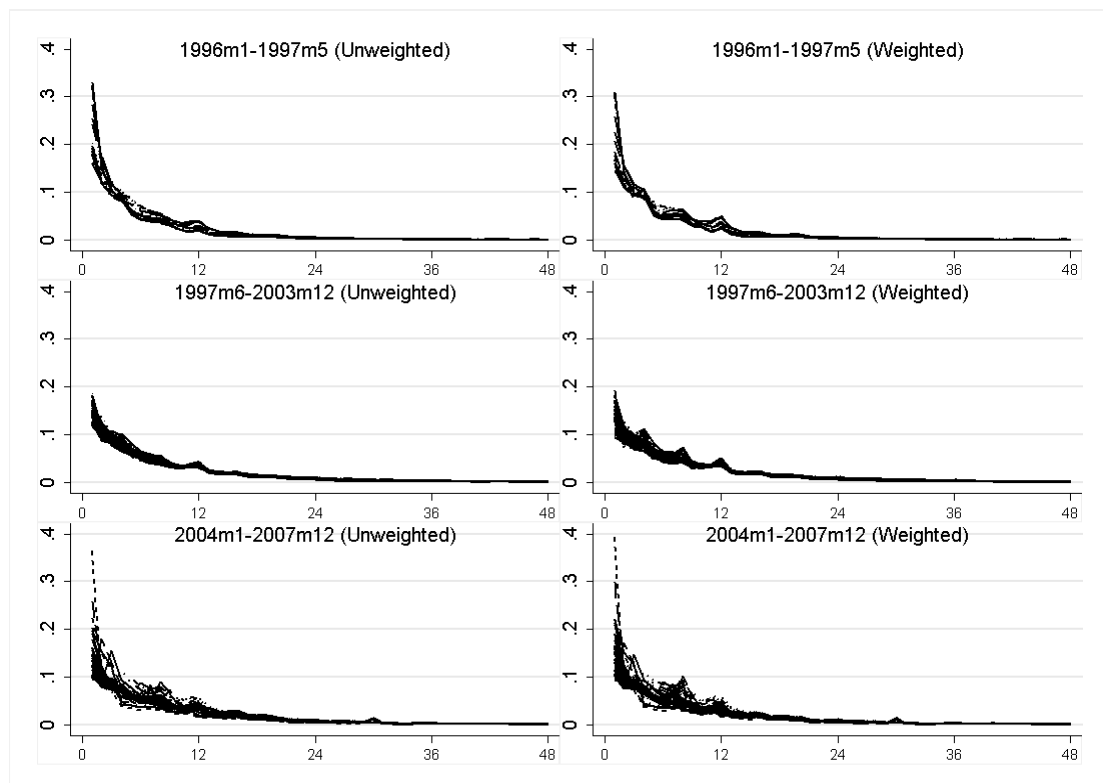 1996m1-1997m5 (Unweighted)
.4
.3
.2
.1
0
0 12 24 36 48
1996m1-1997m5 (Weighted)
.4
.3
.2
.1
0
0 12 24 36 48
1997m6-2003m12 (Unweighted)
.4
.3
.2
.1
0
0 12 24 36 48
1997m6-2003m12 (Weighted)
.4
.3
.2
.1
0
0 12 24 36 48
2004m1-2007m12 (Unweighted)
.4
.3
.2
.1
0
0 12 24 36 48
2004m1-2007m12 (Weighted)
.4
.3
.2
.1
0
0 12 24 36 48